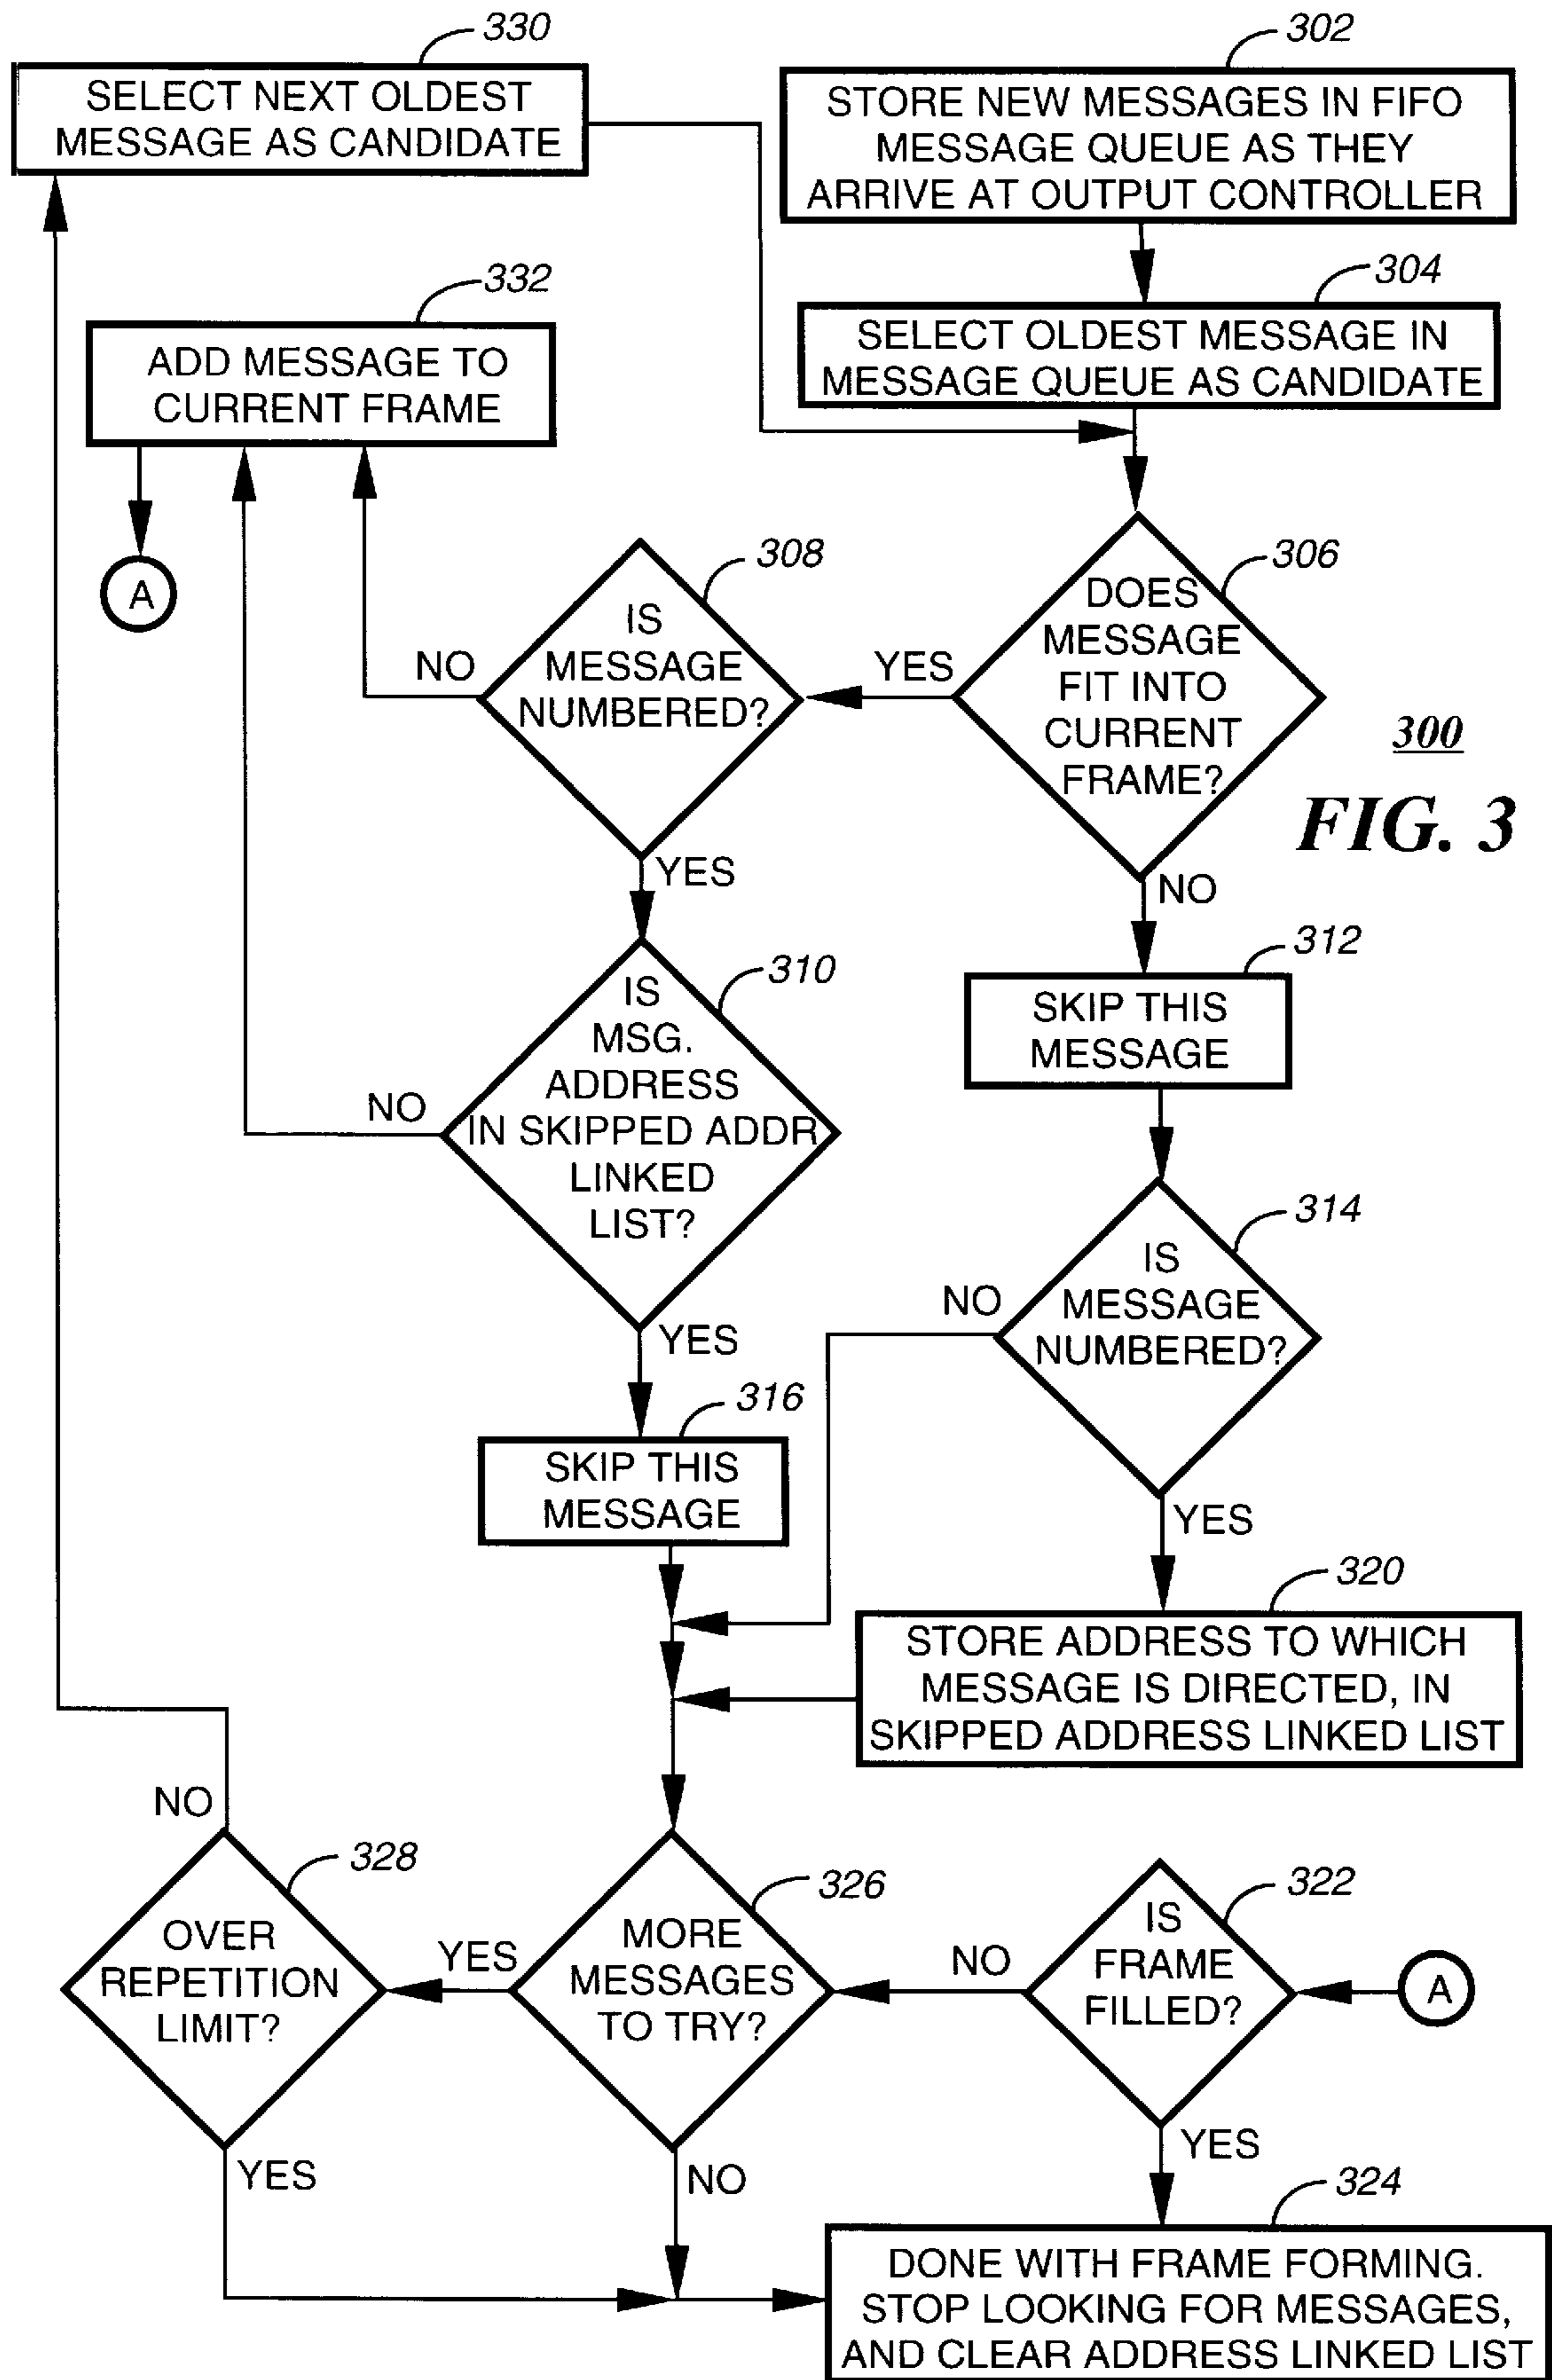 330
SELECT NEXT OLDEST
MESSAGE AS CANDIDATE
302
STORE NEW MESSAGES IN FIFO
MESSAGE QUEUE AS THEY
ARRIVE AT OUTPUT CONTROLLER
304
SELECT OLDEST MESSAGE IN
MESSAGE QUEUE AS CANDIDATE
332
ADD MESSAGE TO
CURRENT FRAME
A
306
DOES
MESSAGE
FIT INTO
CURRENT
FRAME?
YES
NO
308
IS
MESSAGE
NUMBERED?
NO
YES
300
FIG. 3
310
IS
MSG.
ADDRESS
IN SKIPPED ADDR
LINKED
LIST?
NO
YES
312
SKIP THIS
MESSAGE
314
IS
MESSAGE
NUMBERED?
NO
YES
316
SKIP THIS
MESSAGE
320
STORE ADDRESS TO WHICH
MESSAGE IS DIRECTED, IN
SKIPPED ADDRESS LINKED LIST
NO
328
OVER
REPETITION
LIMIT?
YES
326
MORE
MESSAGES
TO TRY?
YES
NO
322
IS
FRAME
FILLED?
NO
A
YES
324
DONE WITH FRAME FORMING.
STOP LOOKING FOR MESSAGES,
AND CLEAR ADDRESS LINKED LIST